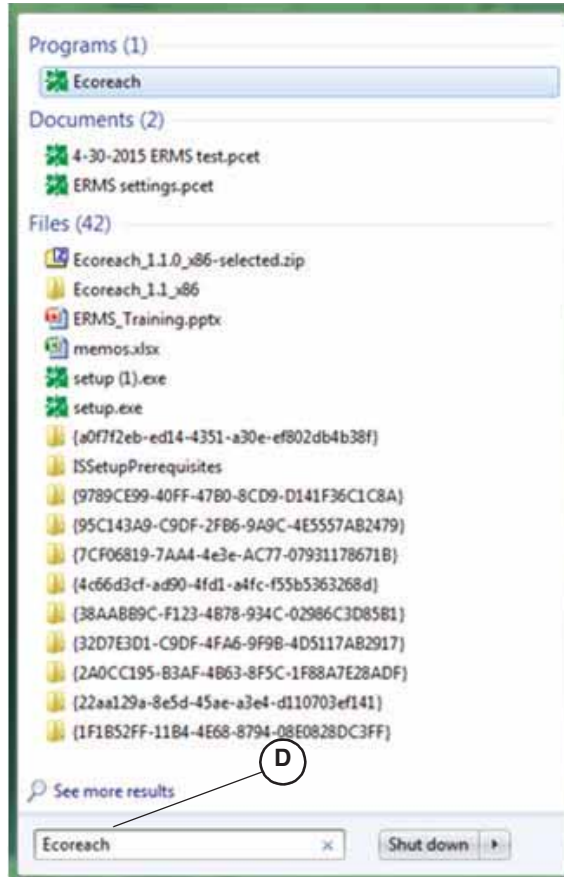 Programs (1)
Ecoreach
Documents (2)
4-30-2015 ERMS test.pcet
ERMS settings.pcet
Files (42)
Ecoreach_1.1.0_x86-selected.zip
Ecoreach_1.1_x86
ERMS_Training.pptx
memos.xlsx
setup (1).exe
setup.exe
{a0f7f2eb-ed14-4351-a30e-ef802db4b38f}
ISSetupPrerequisites
{9789CE99-40FF-47B0-8CD9-D141F36C1C8A}
{95C143A9-C9DF-2FB6-9A9C-4E5557AB2479}
{7CF06819-7AA4-4e3e-AC77-07931178671B}
{4c66d3cf-ad90-4fd1-a4fc-f55b5363268d}
{38AABB9C-F123-4B78-934C-02986C3D85B1}
{32D7E3D1-C9DF-4FA6-9F9B-4D5117AB2917}
{2A0CC195-B3AF-4B63-8F5C-1F88A7E28ADF}
{22aa129a-8e5d-45ae-a3e4-d110703ef141}
{1F1B52FF-11B4-4E68-8794-08E0828DC3FF}
D
See more results
Ecoreach × Shut down